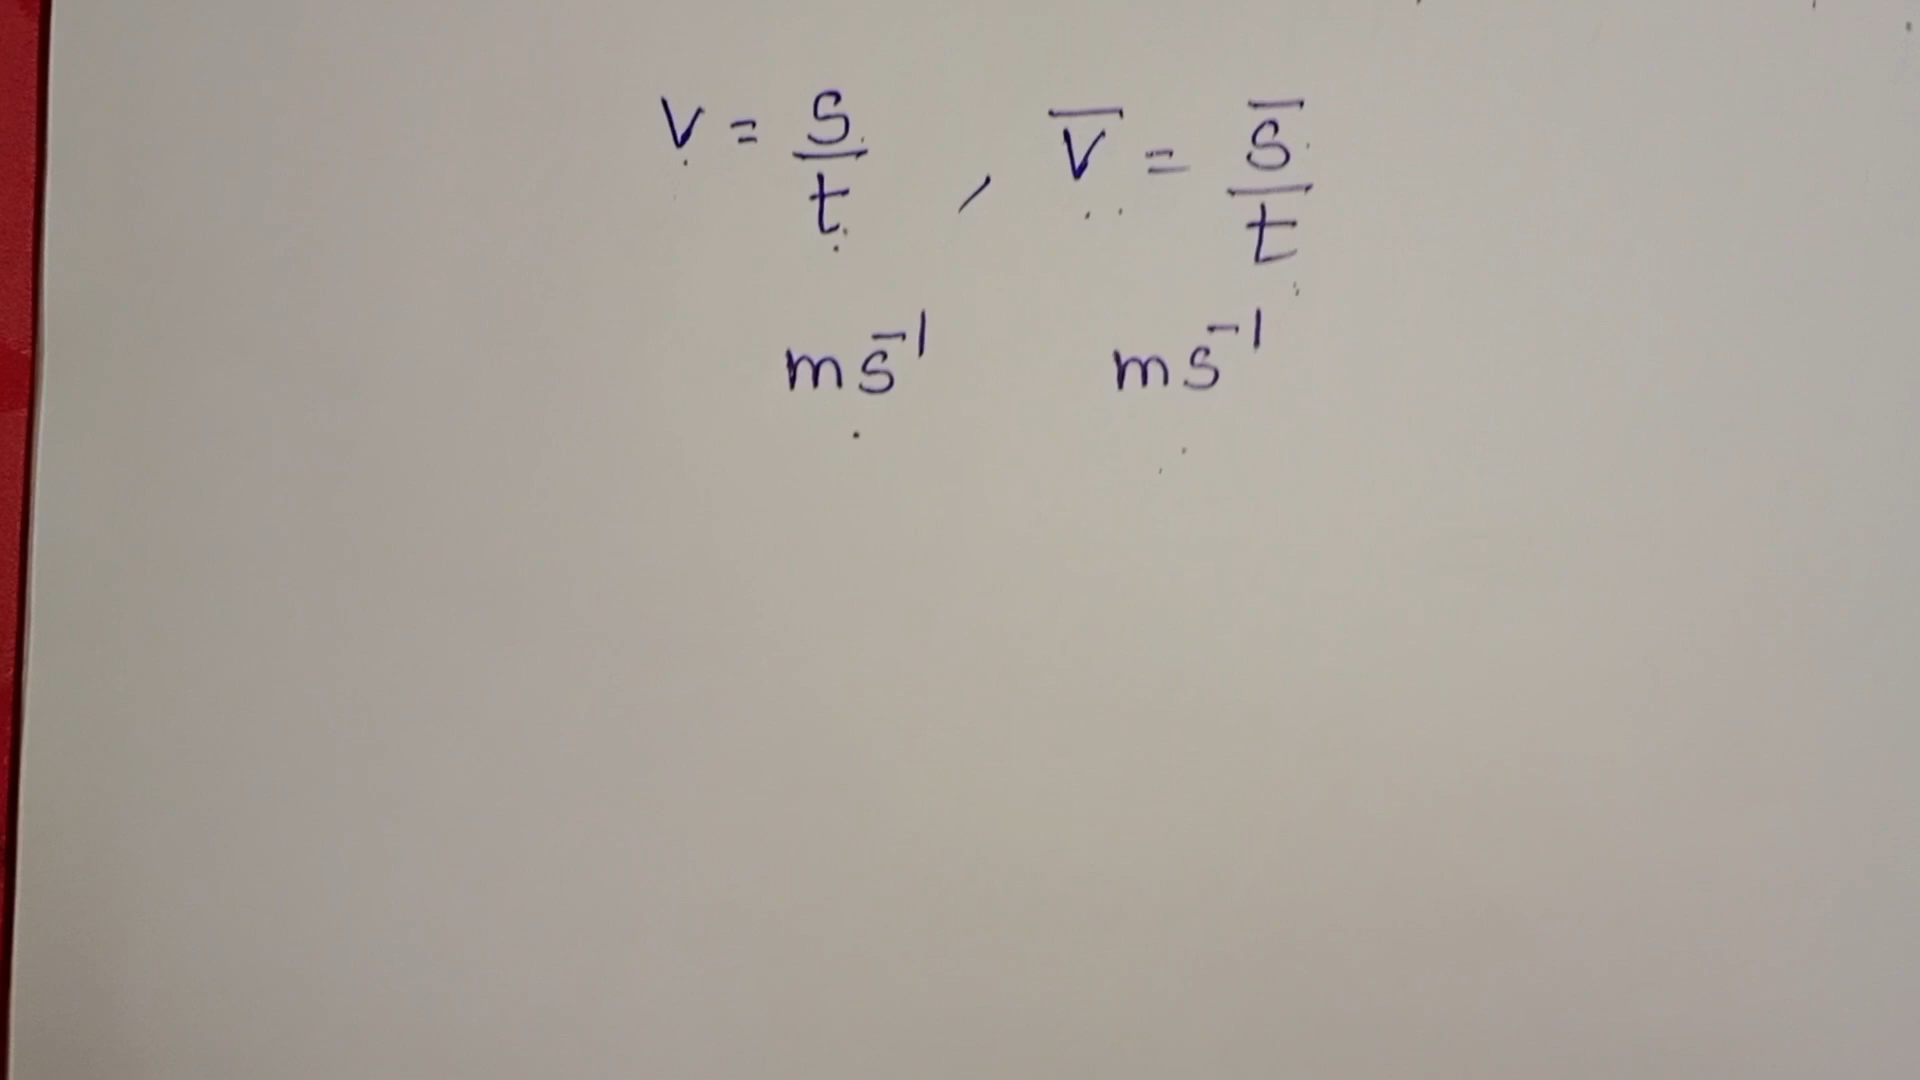 v = s/t , v̅ = s̅/t
ms⁻¹ ms⁻¹